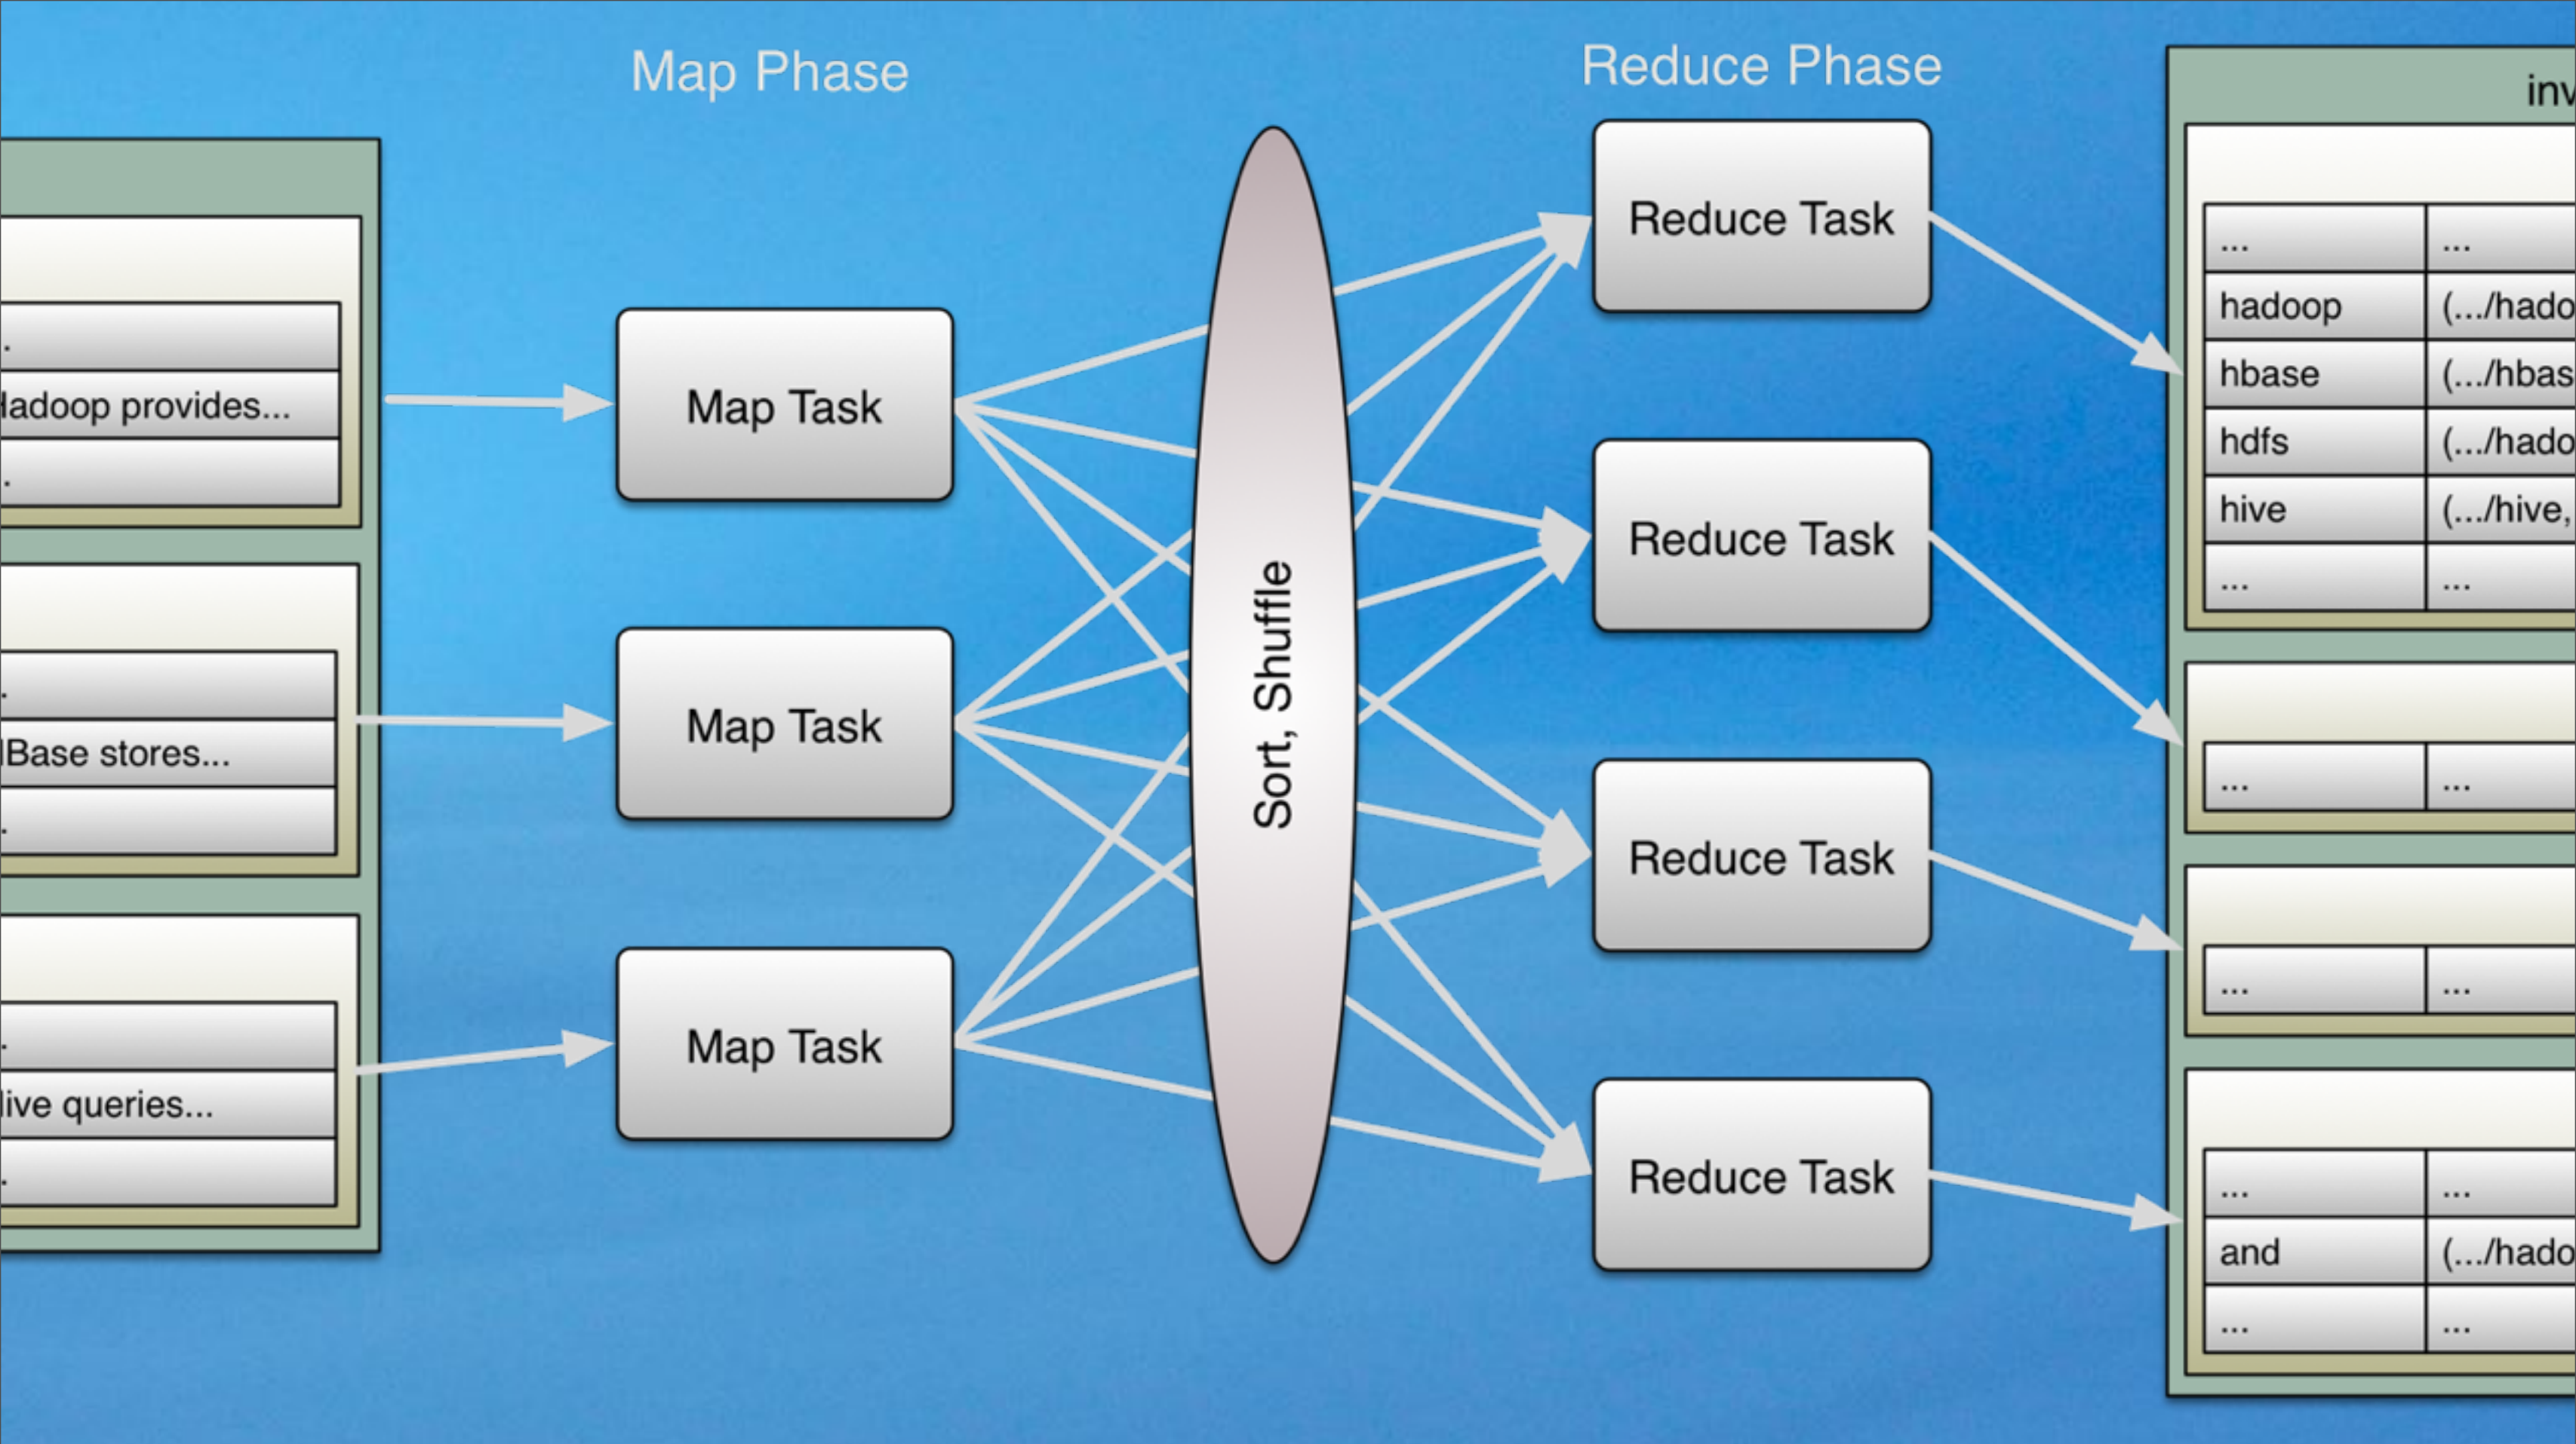 Map Phase
Reduce Phase
inv
.
Hadoop provides...
.
.
HBase stores...
.
.
live queries...
.
Map Task
Map Task
Map Task
Sort, Shuffle
Reduce Task
Reduce Task
Reduce Task
Reduce Task
... ...
hadoop (.../hado
hbase (.../hbas
hdfs (.../hado
hive (.../hive,
... ...
... ...
... ...
... ...
and (.../hado
... ...